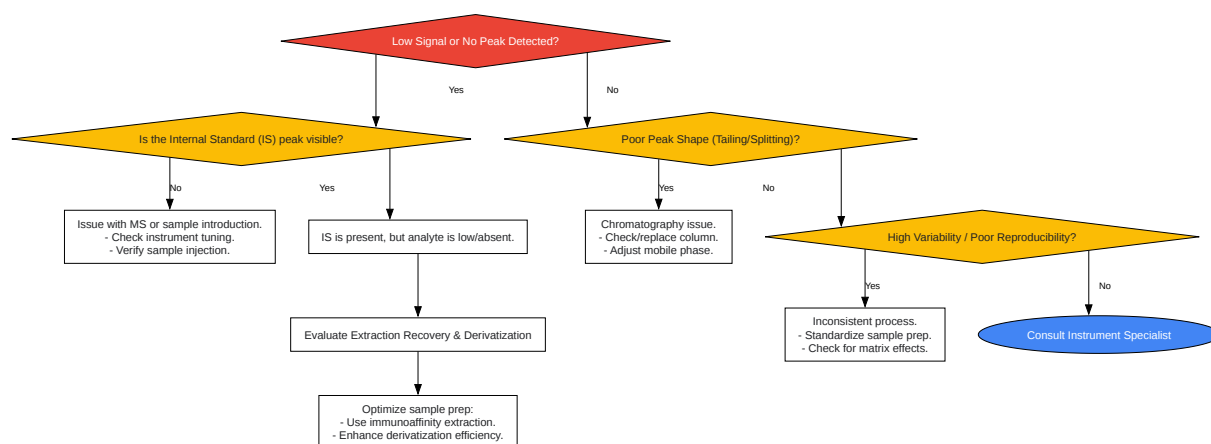 Low Signal or No Peak Detected?
Yes
No
Is the Internal Standard (IS) peak visible?
Poor Peak Shape (Tailing/Splitting)?
No
Yes
Yes
No
Issue with MS or sample introduction.
- Check instrument tuning.
- Verify sample injection.
IS is present, but analyte is low/absent.
Chromatography issue.
- Check/replace column.
- Adjust mobile phase.
High Variability / Poor Reproducibility?
Yes
No
Evaluate Extraction Recovery & Derivatization
Inconsistent process.
- Standardize sample prep.
- Check for matrix effects.
Consult Instrument Specialist
Optimize sample prep:
- Use immunoaffinity extraction.
- Enhance derivatization efficiency.